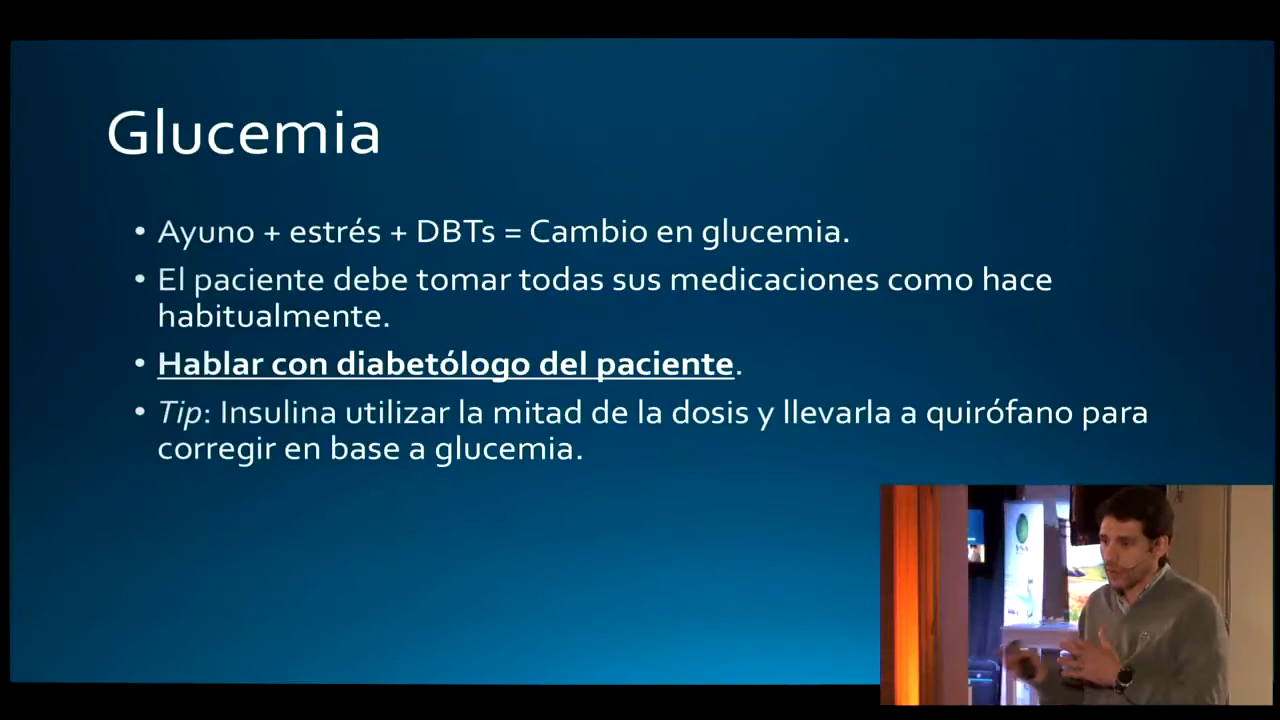 Glucemia
• Ayuno + estrés + DBTs = Cambio en glucemia.
• El paciente debe tomar todas sus medicaciones como hace
habitualmente.
• Hablar con diabetólogo del paciente.
• Tip: Insulina utilizar la mitad de la dosis y llevarla a quirófano para
corregir en base a glucemia.